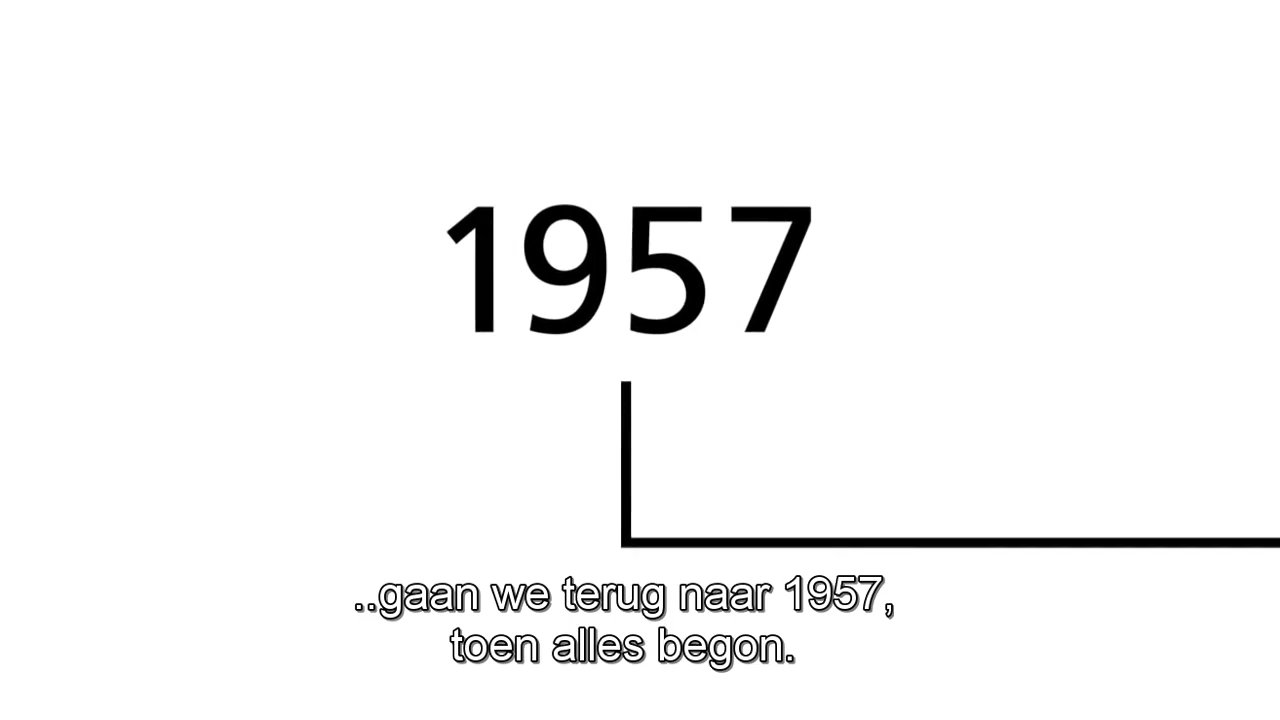 1957
..gaan we terug naar 1957,
toen alles begon.